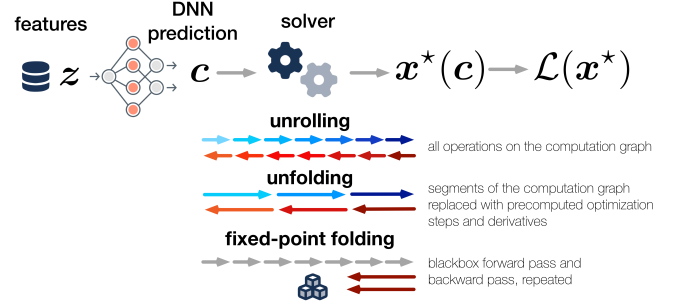 features
DNN
prediction
solver
z
c
x⋆(c)
ℒ(x⋆)
unrolling
all operations on the computation graph
unfolding
segments of the computation graph
replaced with precomputed optimization
steps and derivatives
fixed-point folding
blackbox forward pass and
backward pass, repeated